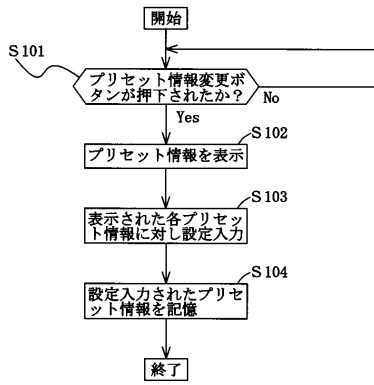 開始
S101
プリセット情報変更ボ
タンが押下されたか?
No
Yes
S102
プリセット情報を表示
S103
表示された各プリセッ
ト情報に対し設定入力
S104
設定入力されたプリセ
ット情報を記憶
終了